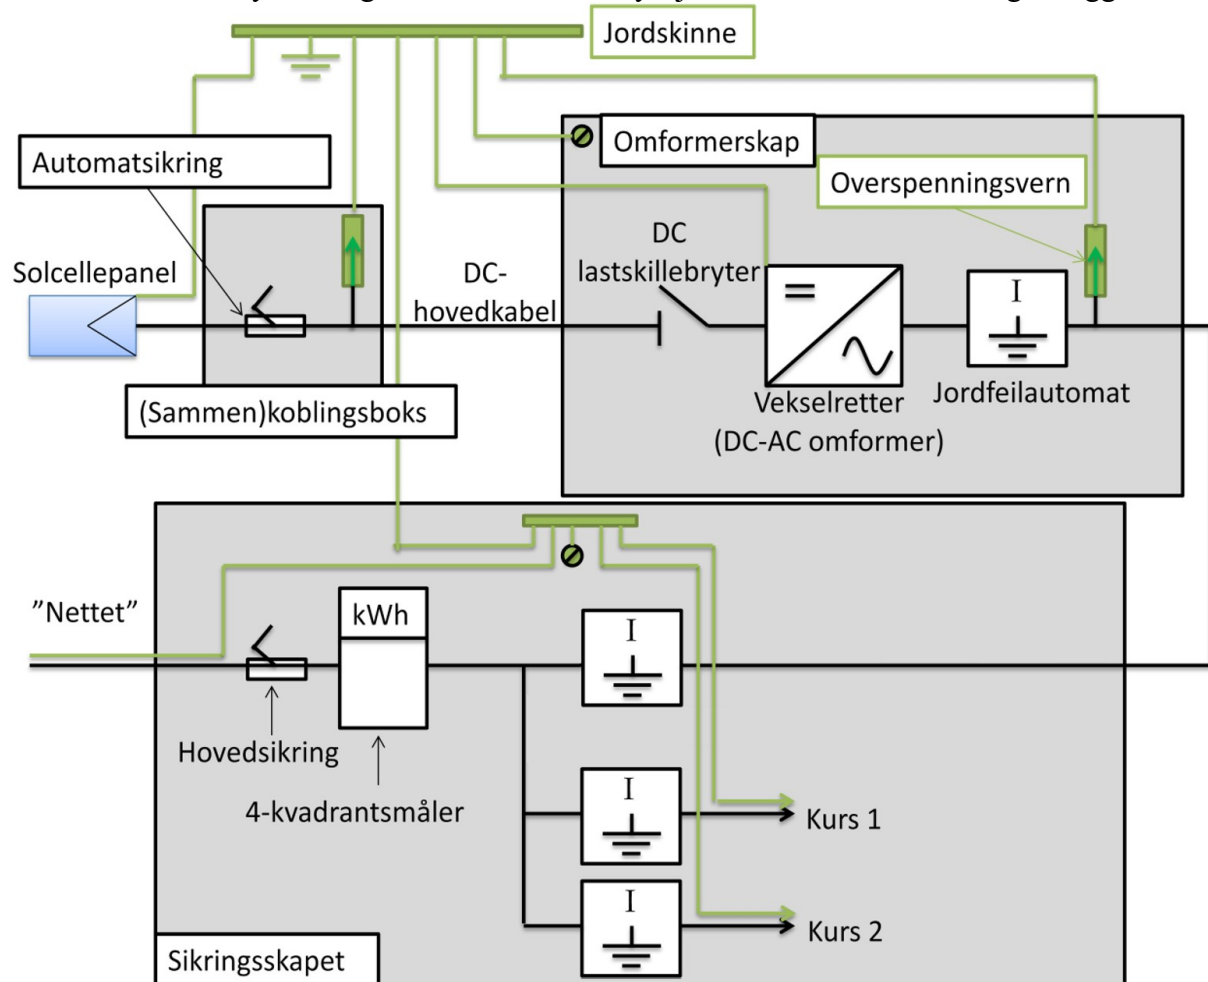 Jordskinne
Omformerskap
Automatsikring
Overspenningsvern
Solcellepanel
DC-
hovedkabel
DC
lastskillebryter
I
(Sammen)koblingsboks
Vekselretter
(DC-AC omformer)
Jordfeilautomat
”Nettet”
kWh
I
Hovedsikring
4-kvadrantsmåler
I
Kurs 1
I
Kurs 2
Sikringsskapet